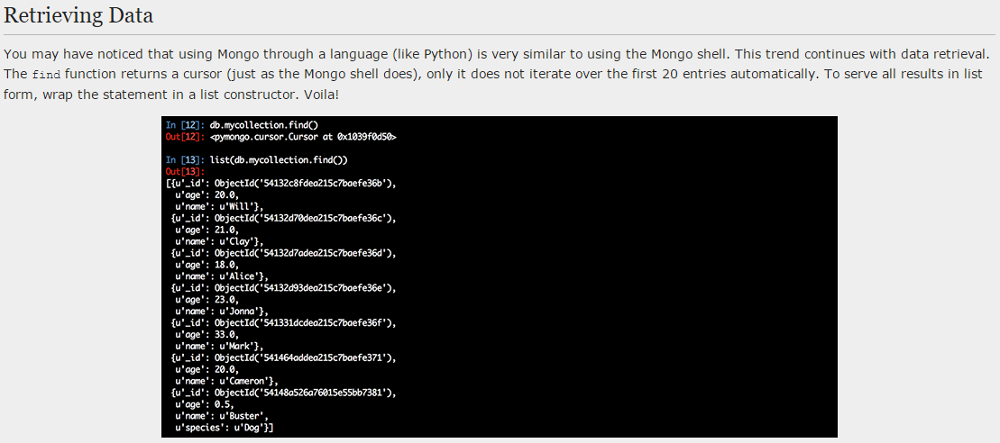 Retrieving Data
You may have noticed that using Mongo through a language (like Python) is very similar to using the Mongo shell. This trend continues with data retrieval.
The find function returns a cursor (just as the Mongo shell does), only it does not iterate over the first 20 entries automatically. To serve all results in list
form, wrap the statement in a list constructor. Voila!
In [12]: db.mycollection.find()
Out[12]: <pymongo.cursor.Cursor at 0x1039f0d50>
In [13]: list(db.mycollection.find())
Out[13]:
[{u'_id': ObjectId('54132c8fdea215c7baefe36b'),
u'age': 20.0,
u'name': u'Will'},
{u'_id': ObjectId('54132d70dea215c7baefe36c'),
u'age': 21.0,
u'name': u'Clay'},
{u'_id': ObjectId('54132d7adea215c7baefe36d'),
u'age': 18.0,
u'name': u'Alice'},
{u'_id': ObjectId('54132d93dea215c7baefe36e'),
u'age': 23.0,
u'name': u'Jonna'},
{u'_id': ObjectId('541331dcdea215c7baefe36f'),
u'age': 33.0,
u'name': u'Mark'},
{u'_id': ObjectId('541464addea215c7baefe371'),
u'age': 20.0,
u'name': u'Cameron'},
{u'_id': ObjectId('54148a526a76015e55bb7381'),
u'age': 0.5,
u'name': u'Buster',
u'species': u'Dog'}]